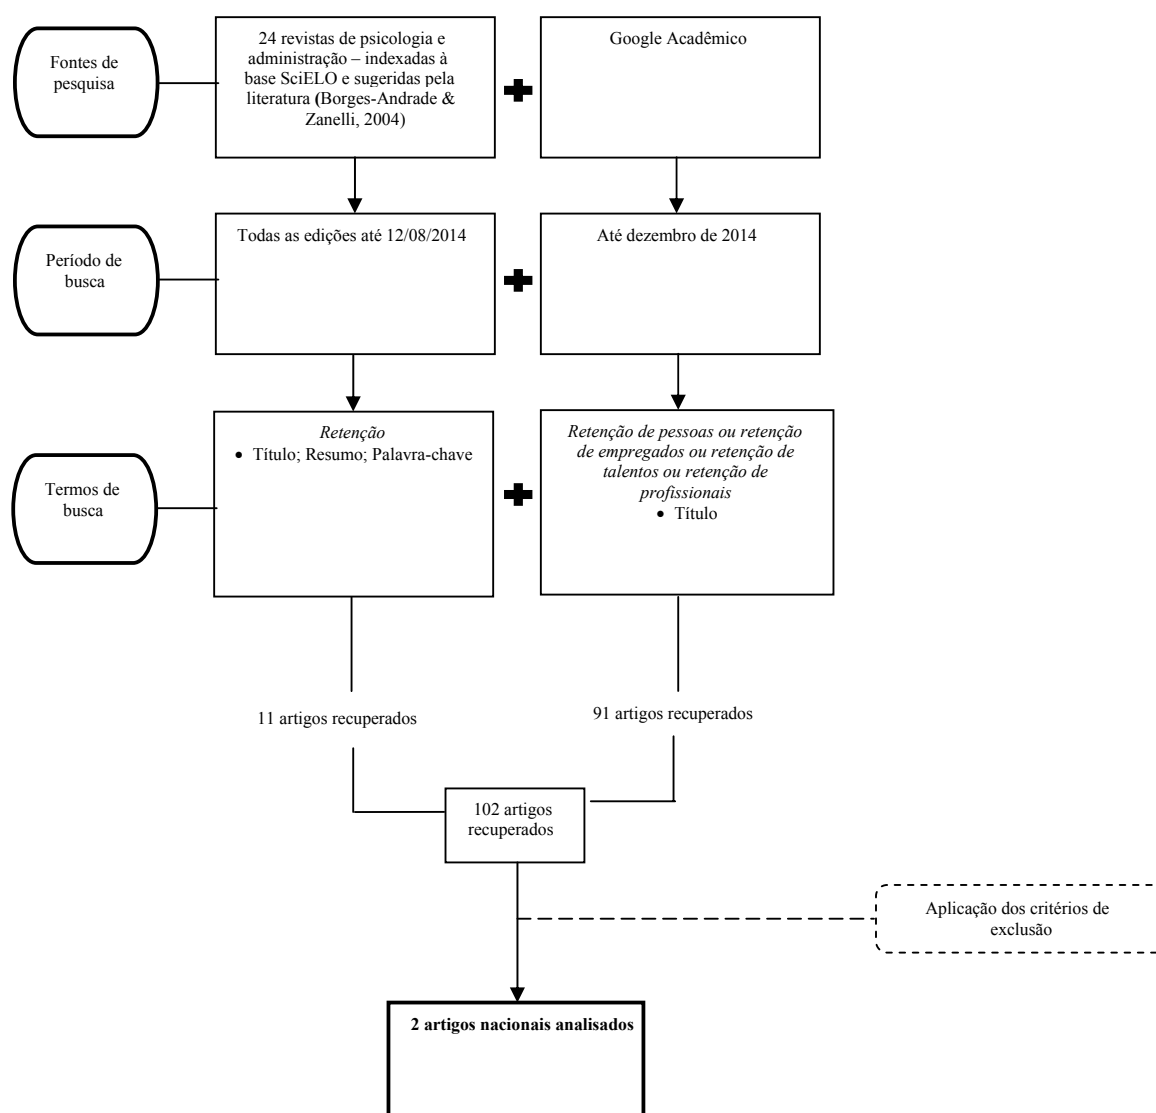 Fontes de
pesquisa
24 revistas de psicologia e
administração – indexadas à
base SciELO e sugeridas pela
literatura (Borges-Andrade &
Zanelli, 2004)
Google Acadêmico
Período de
busca
Todas as edições até 12/08/2014
Até dezembro de 2014
Termos de
busca
Retenção
• Título; Resumo; Palavra-chave
Retenção de pessoas ou retenção
de empregados ou retenção de
talentos ou retenção de
profissionais
• Título
11 artigos recuperados
91 artigos recuperados
102 artigos
recuperados
Aplicação dos critérios de
exclusão
2 artigos nacionais analisados